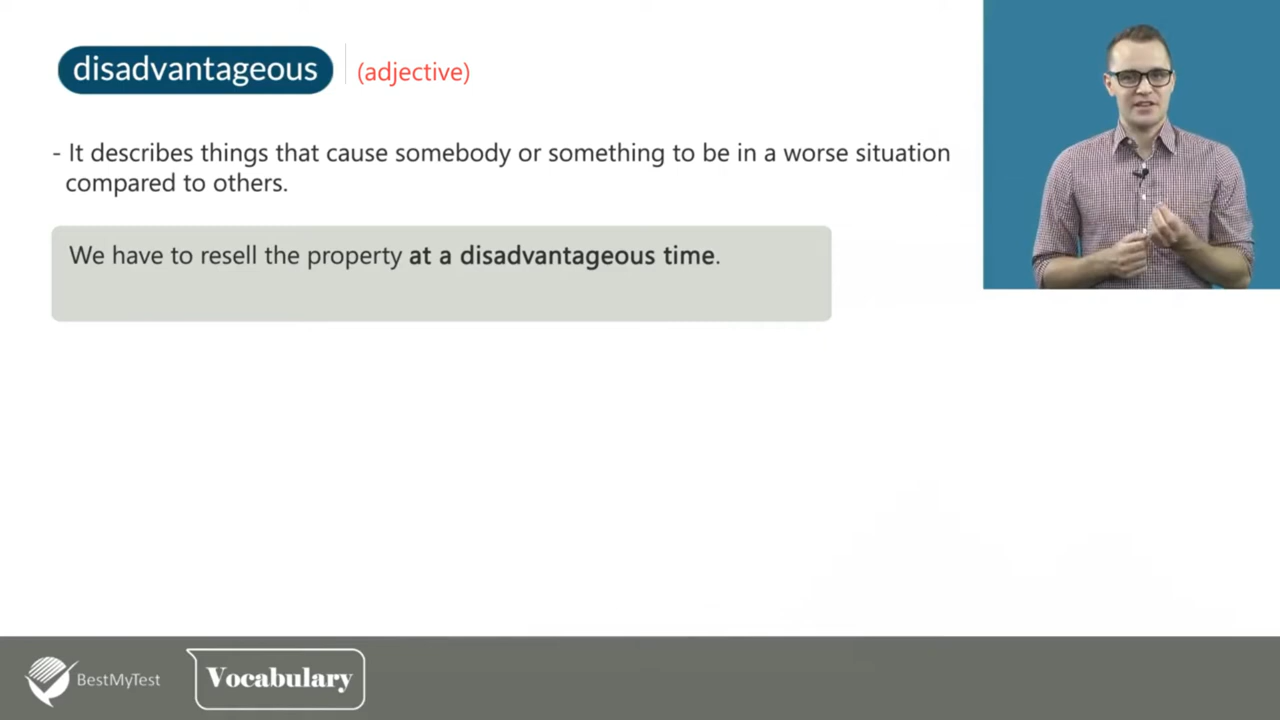 disadvantageous (adjective)
- It describes things that cause somebody or something to be in a worse situation
compared to others.
We have to resell the property at a disadvantageous time.
BestMyTest Vocabulary